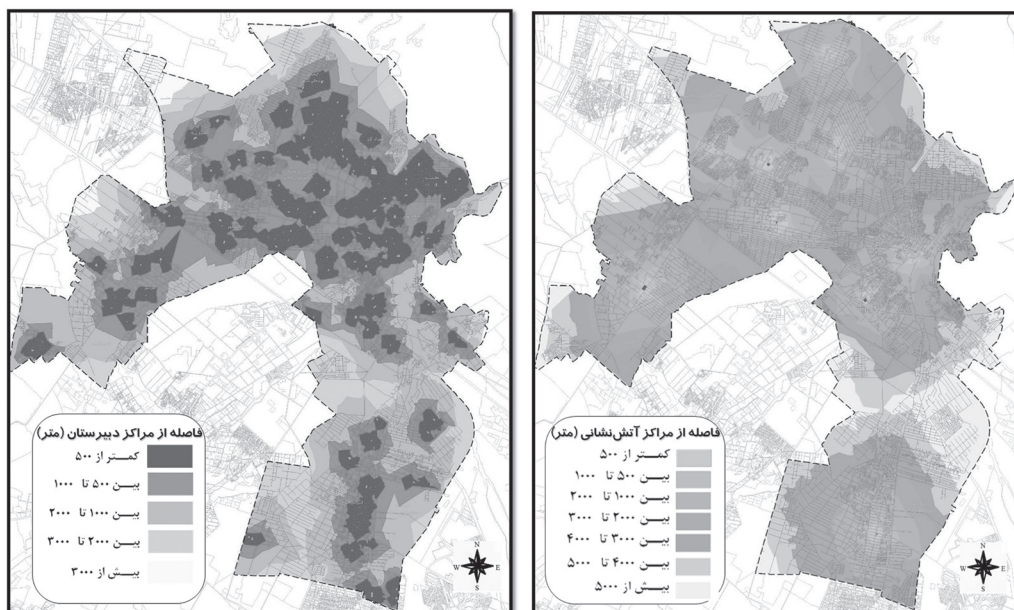 فاصله از مراکز دبیرستان (متر)
کمتر از ۵۰۰
بین ۵۰۰ تا ۱۰۰۰
بین ۱۰۰۰ تا ۲۰۰۰
بین ۲۰۰۰ تا ۳۰۰۰
بیش از ۳۰۰۰
N
W E
S
فاصله از مراکز آتش‌نشانی (متر)
کمتر از ۵۰۰
بین ۵۰۰ تا ۱۰۰۰
بین ۱۰۰۰ تا ۲۰۰۰
بین ۲۰۰۰ تا ۳۰۰۰
بین ۳۰۰۰ تا ۴۰۰۰
بین ۴۰۰۰ تا ۵۰۰۰
بیش از ۵۰۰۰
N
W E
S